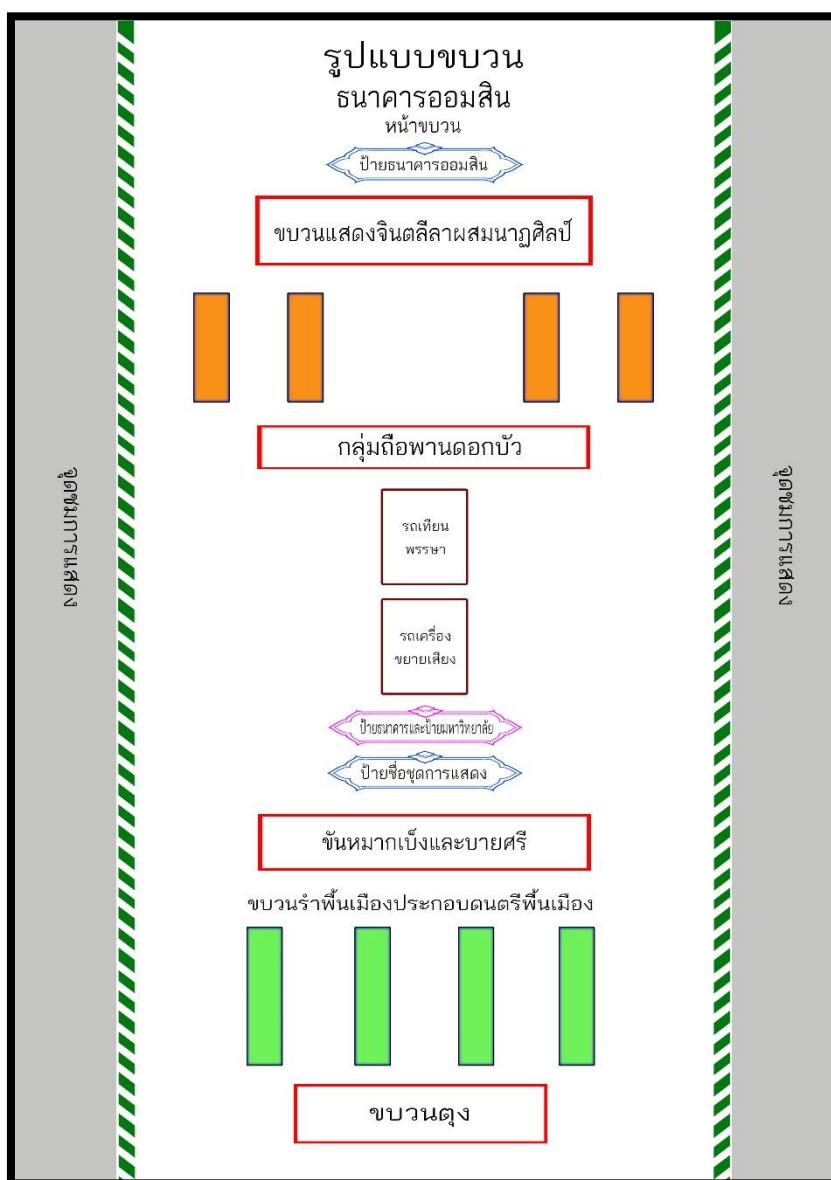 รูปแบบขบวน
ธนาคารออมสิน
หน้าขบวน
ป้ายธนาคารออมสิน
ขบวนแสดงจินตลีลาผสมนาฏศิลป์
กลุ่มถือพานดอกบัว
รถเทียน
พรรษา
รถเครื่อง
ขยายเสียง
ป้ายธนาคารและป้ายมหาวิทยาลัย
ป้ายชื่อชุดการแสดง
ขันหมากเบ็งและบายศรี
ขบวนรำพื้นเมืองประกอบดนตรีพื้นเมือง
ขบวนตุง
จุดชมการแสดง
จุดชมการแสดง